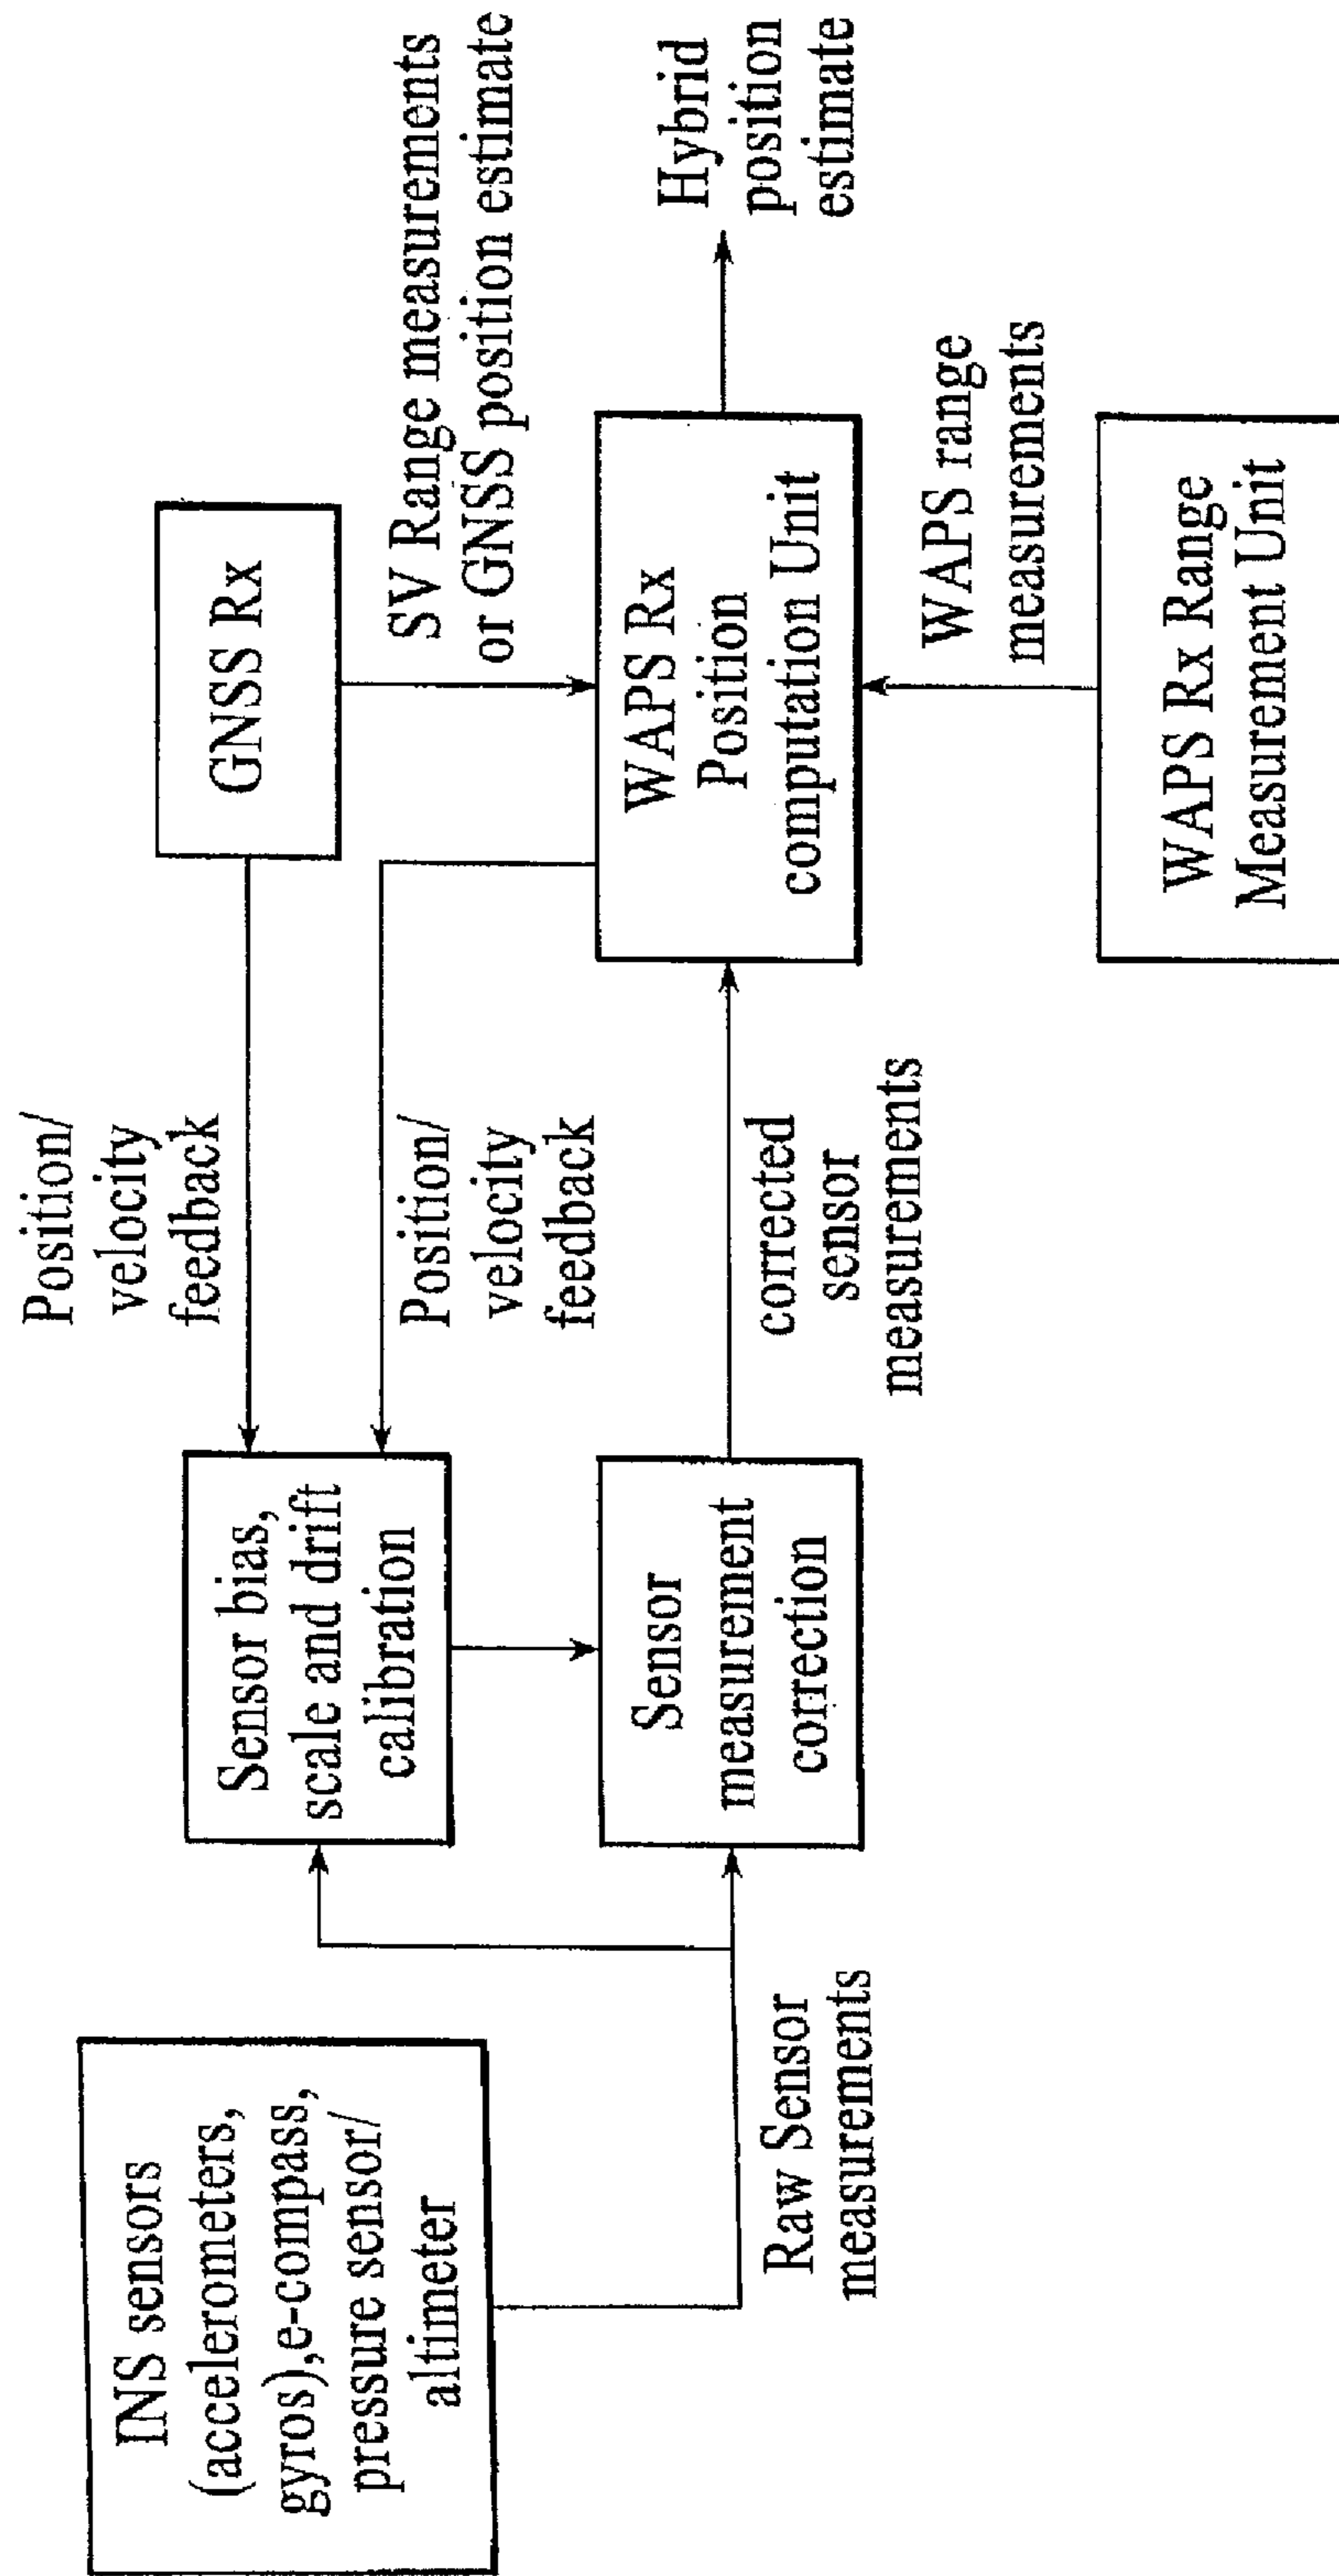 INS sensors
(accelerometers,
gyros),e-compass,
pressure sensor/
altimeter
Raw Sensor
measurements
Sensor bias,
scale and drift
calibration
Sensor
measurement
correction
Position/
velocity
feedback
Position/
velocity
feedback
corrected
sensor
measurements
GNSS Rx
SV Range measurements
or GNSS position estimate
WAPS Rx
Position
computation Unit
Hybrid
position
estimate
WAPS range
measurements
WAPS Rx Range
Measurement Unit